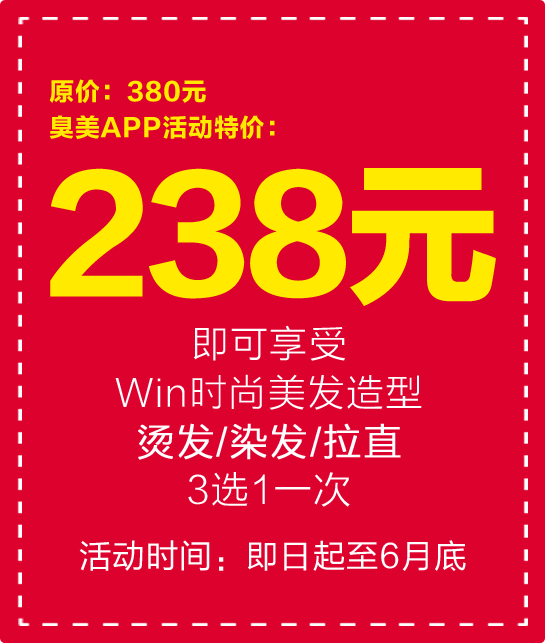 原价：380元
臭美APP活动特价：
238元
即可享受
Win时尚美发造型
烫发/染发/拉直
3选1一次
活动时间：即日起至6月底